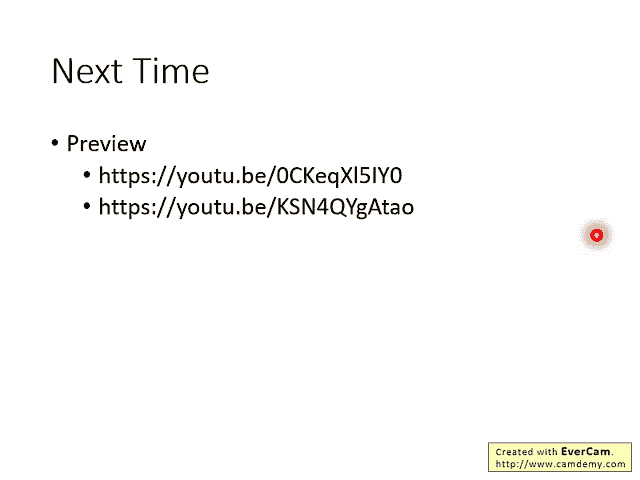 Next Time
• Preview
• https://youtu.be/0CKeqXl5IY0
• https://youtu.be/KSN4QYgAtao
Created with EverCam.
http://www.camdemy.com